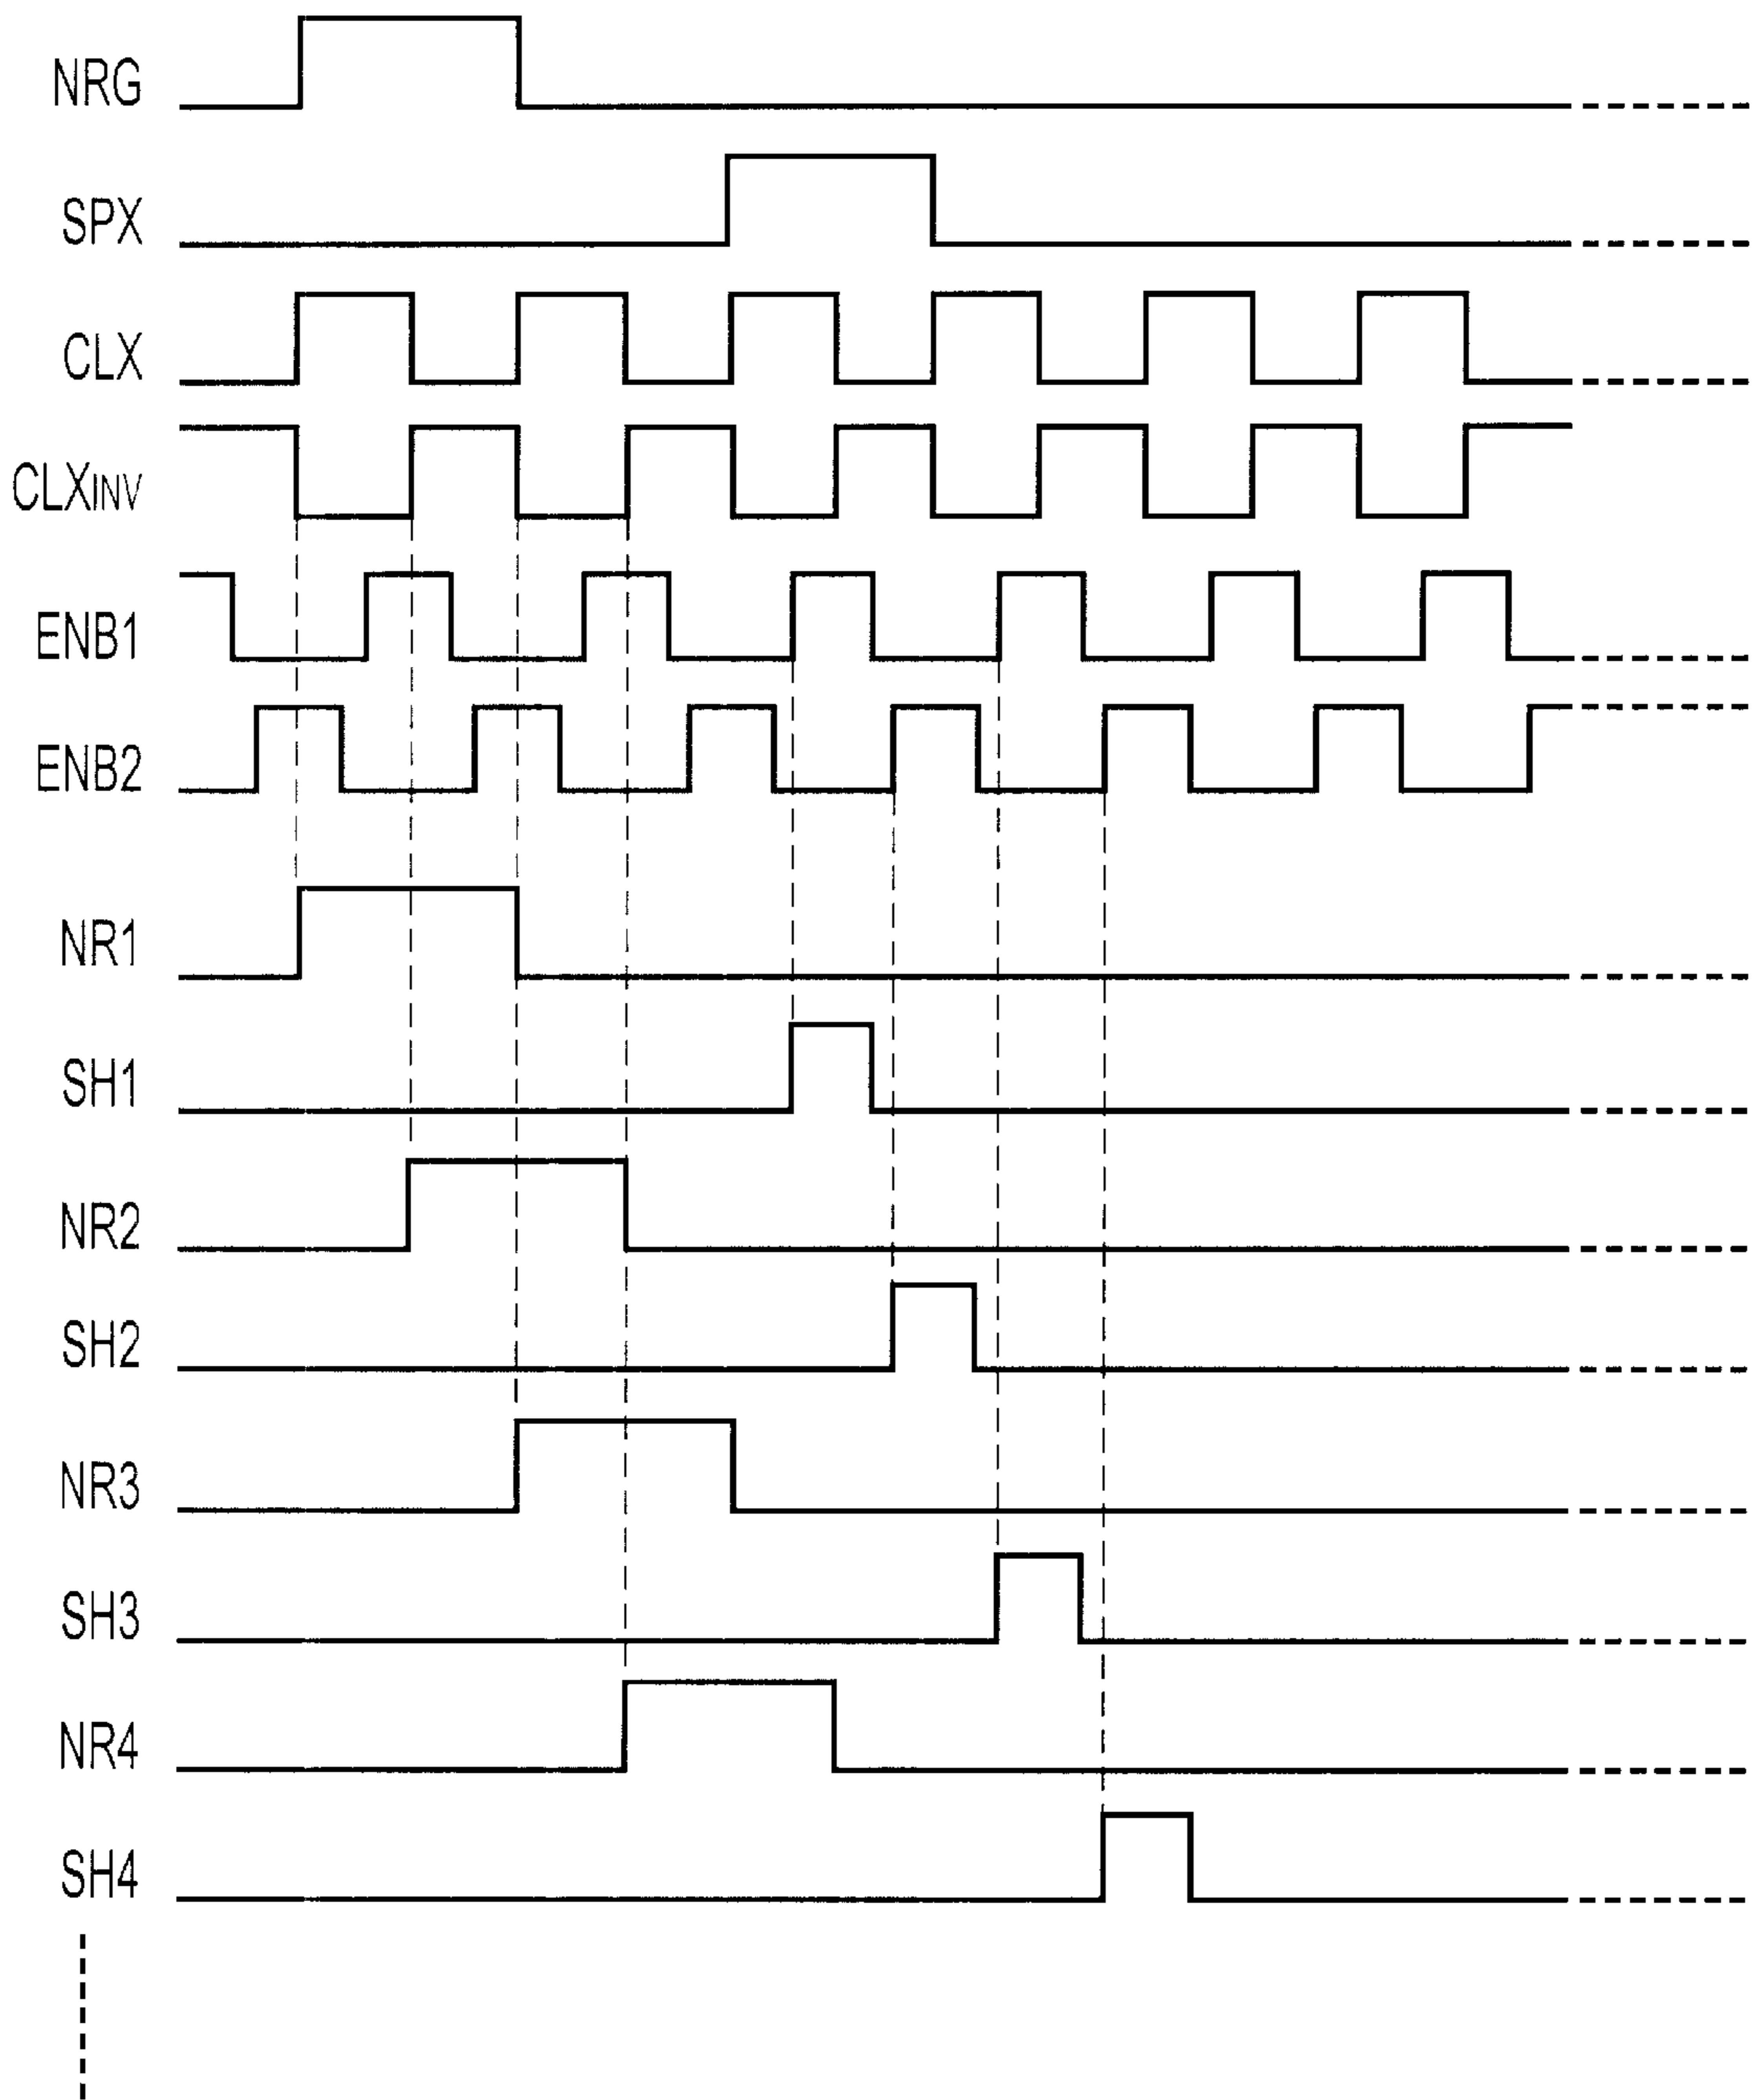 NRG
SPX
CLX
CLXINV
ENB1
ENB2
NR1
SH1
NR2
SH2
NR3
SH3
NR4
SH4